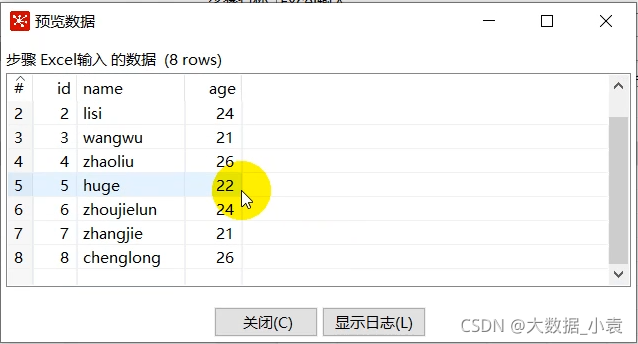 预览数据
步骤 Excel输入 的数据 (8 rows)
# id name age
2 2 lisi 24
3 3 wangwu 21
4 4 zhaoliu 26
5 5 huge 22
6 6 zhoujielun 24
7 7 zhangjie 21
8 8 chenglong 26
关闭(C) 显示日志(L)
CSDN @大数据_小袁